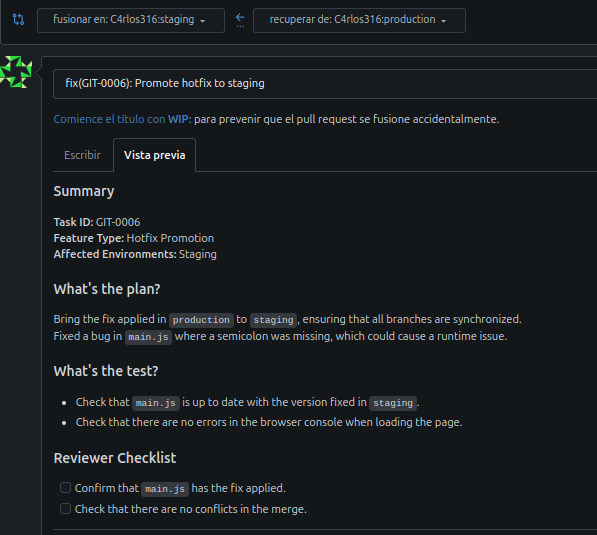 fusionar en: C4rlos316:staging
recuperar de: C4rlos316:production
fix(GIT-0006): Promote hotfix to staging
Comience el título con WIP: para prevenir que el pull request se fusione accidentalmente.
Escribir
Vista previa
Summary
Task ID: GIT-0006
Feature Type: Hotfix Promotion
Affected Environments: Staging
What's the plan?
Bring the fix applied in production to staging, ensuring that all branches are synchronized.
Fixed a bug in main.js where a semicolon was missing, which could cause a runtime issue.
What's the test?
Check that main.js is up to date with the version fixed in staging.
Check that there are no errors in the browser console when loading the page.
Reviewer Checklist
Confirm that main.js has the fix applied.
Check that there are no conflicts in the merge.